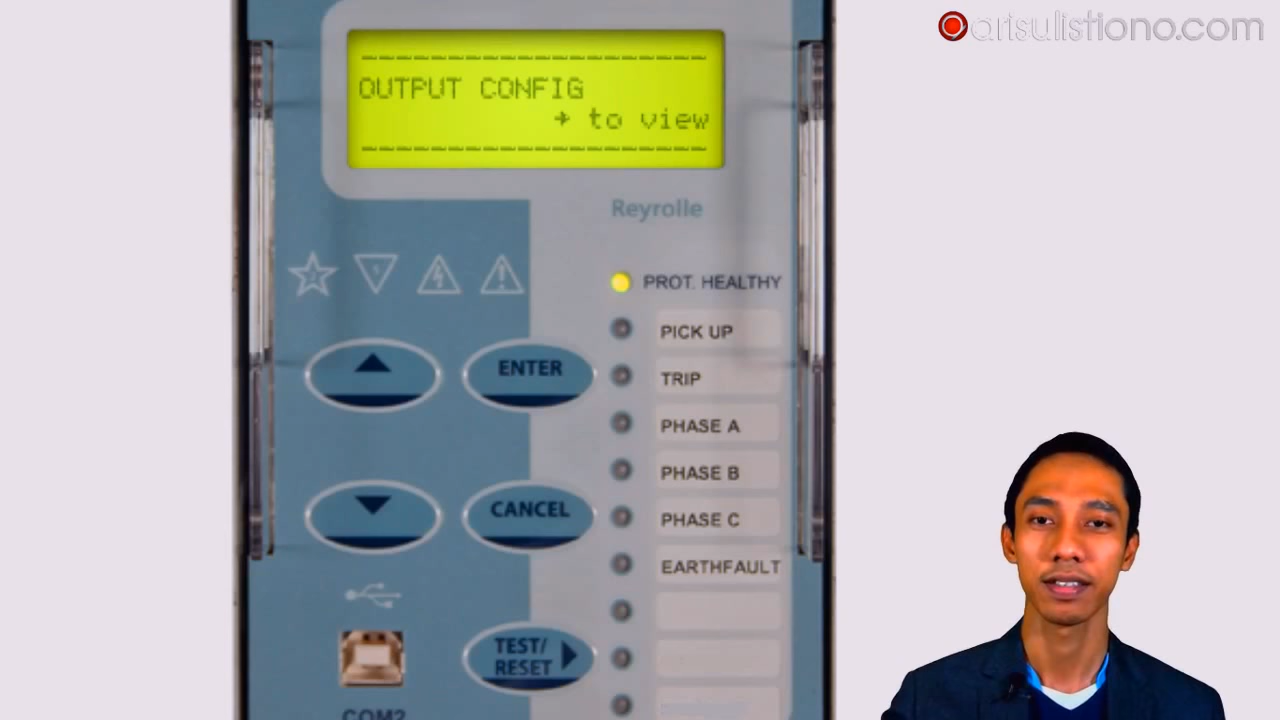 arisulistiono.com
OUTPUT CONFIG
→ to view
Reyrolle
PROT. HEALTHY
PICK UP
TRIP
PHASE A
PHASE B
PHASE C
EARTHFAULT
ENTER
CANCEL
TEST/
RESET
COM2